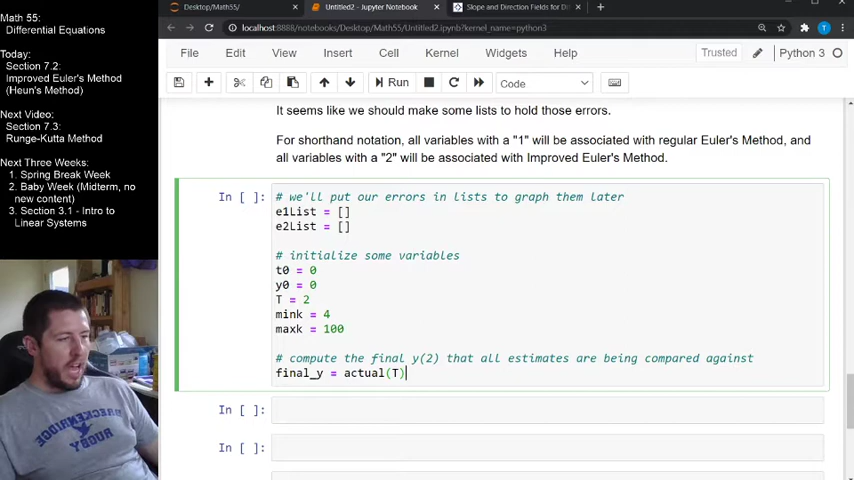 Math 55:
Differential Equations
Today:
Section 7.2:
Improved Euler's Method
(Heun's Method)
Next Video:
Section 7.3:
Runge-Kutta Method
Next Three Weeks:
1. Spring Break Week
2. Baby Week (Midterm, no
new content)
3. Section 3.1 - Intro to
Linear Systems
Desktop/Math55/
Untitled2 - Jupyter Notebook
Slope and Direction Fields for Di
localhost:8888/notebooks/Desktop/Math55/Untitled2.ipynb?kernel_name=python3
File Edit View Insert Cell Kernel Widgets Help
Trusted
Python 3
Run
Code
It seems like we should make some lists to hold those errors.
For shorthand notation, all variables with a "1" will be associated with regular Euler's Method, and
all variables with a "2" will be associated with Improved Euler's Method.
In [ ]:
# we'll put our errors in lists to graph them later
e1List = []
e2List = []
# initialize some variables
t0 = 0
y0 = 0
T = 2
mink = 4
maxk = 100
# compute the final y(2) that all estimates are being compared against
final_y = actual(T)
In [ ]:
In [ ]:
BRECKENRIDGE
RUGBY